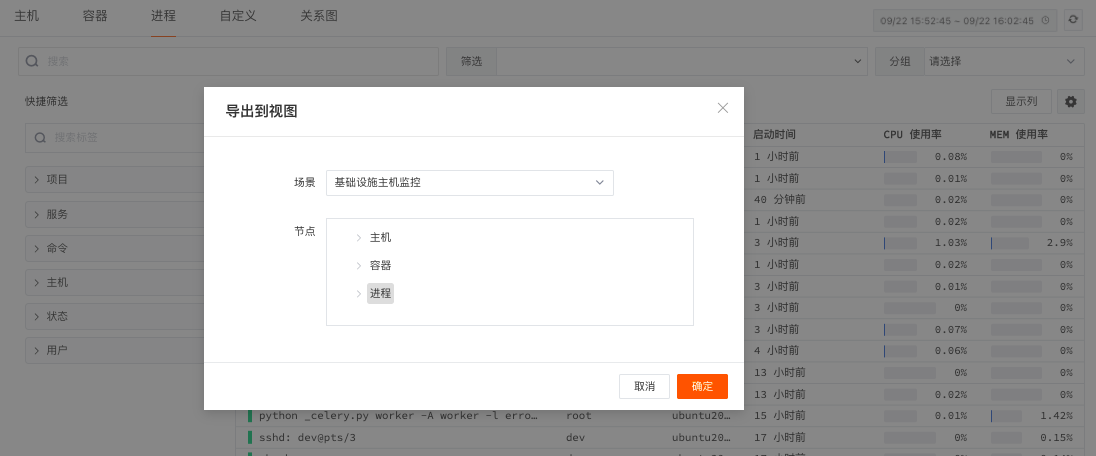 主机 容器 进程 自定义 关系图 09/22 15:52:45 ~ 09/22 16:02:45
搜索 筛选 分组 请选择
快捷筛选 显示列
导出到视图
搜索标签
启动时间 CPU 使用率 MEM 使用率
1 小时前 0.08% 0%
项目 1 小时前 0.01% 0%
场景 基础设施主机监控
40 分钟前 0.02% 0%
服务 1 小时前 0.02% 0%
节点 主机
命令 3 小时前 1.03% 2.9%
容器 1 小时前 0.02% 0%
主机 3 小时前 0.01% 0%
进程
3 小时前 0% 0%
状态 3 小时前 0.07% 0%
用户 4 小时前 0.06% 0%
13 小时前 0% 0%
取消 确定
13 小时前 0.02% 0%
python _celery.py worker -A worker -l erro… root ubuntu20… 15 小时前 0.01% 1.42%
sshd: dev@pts/3 dev ubuntu20… 17 小时前 0% 0.15%